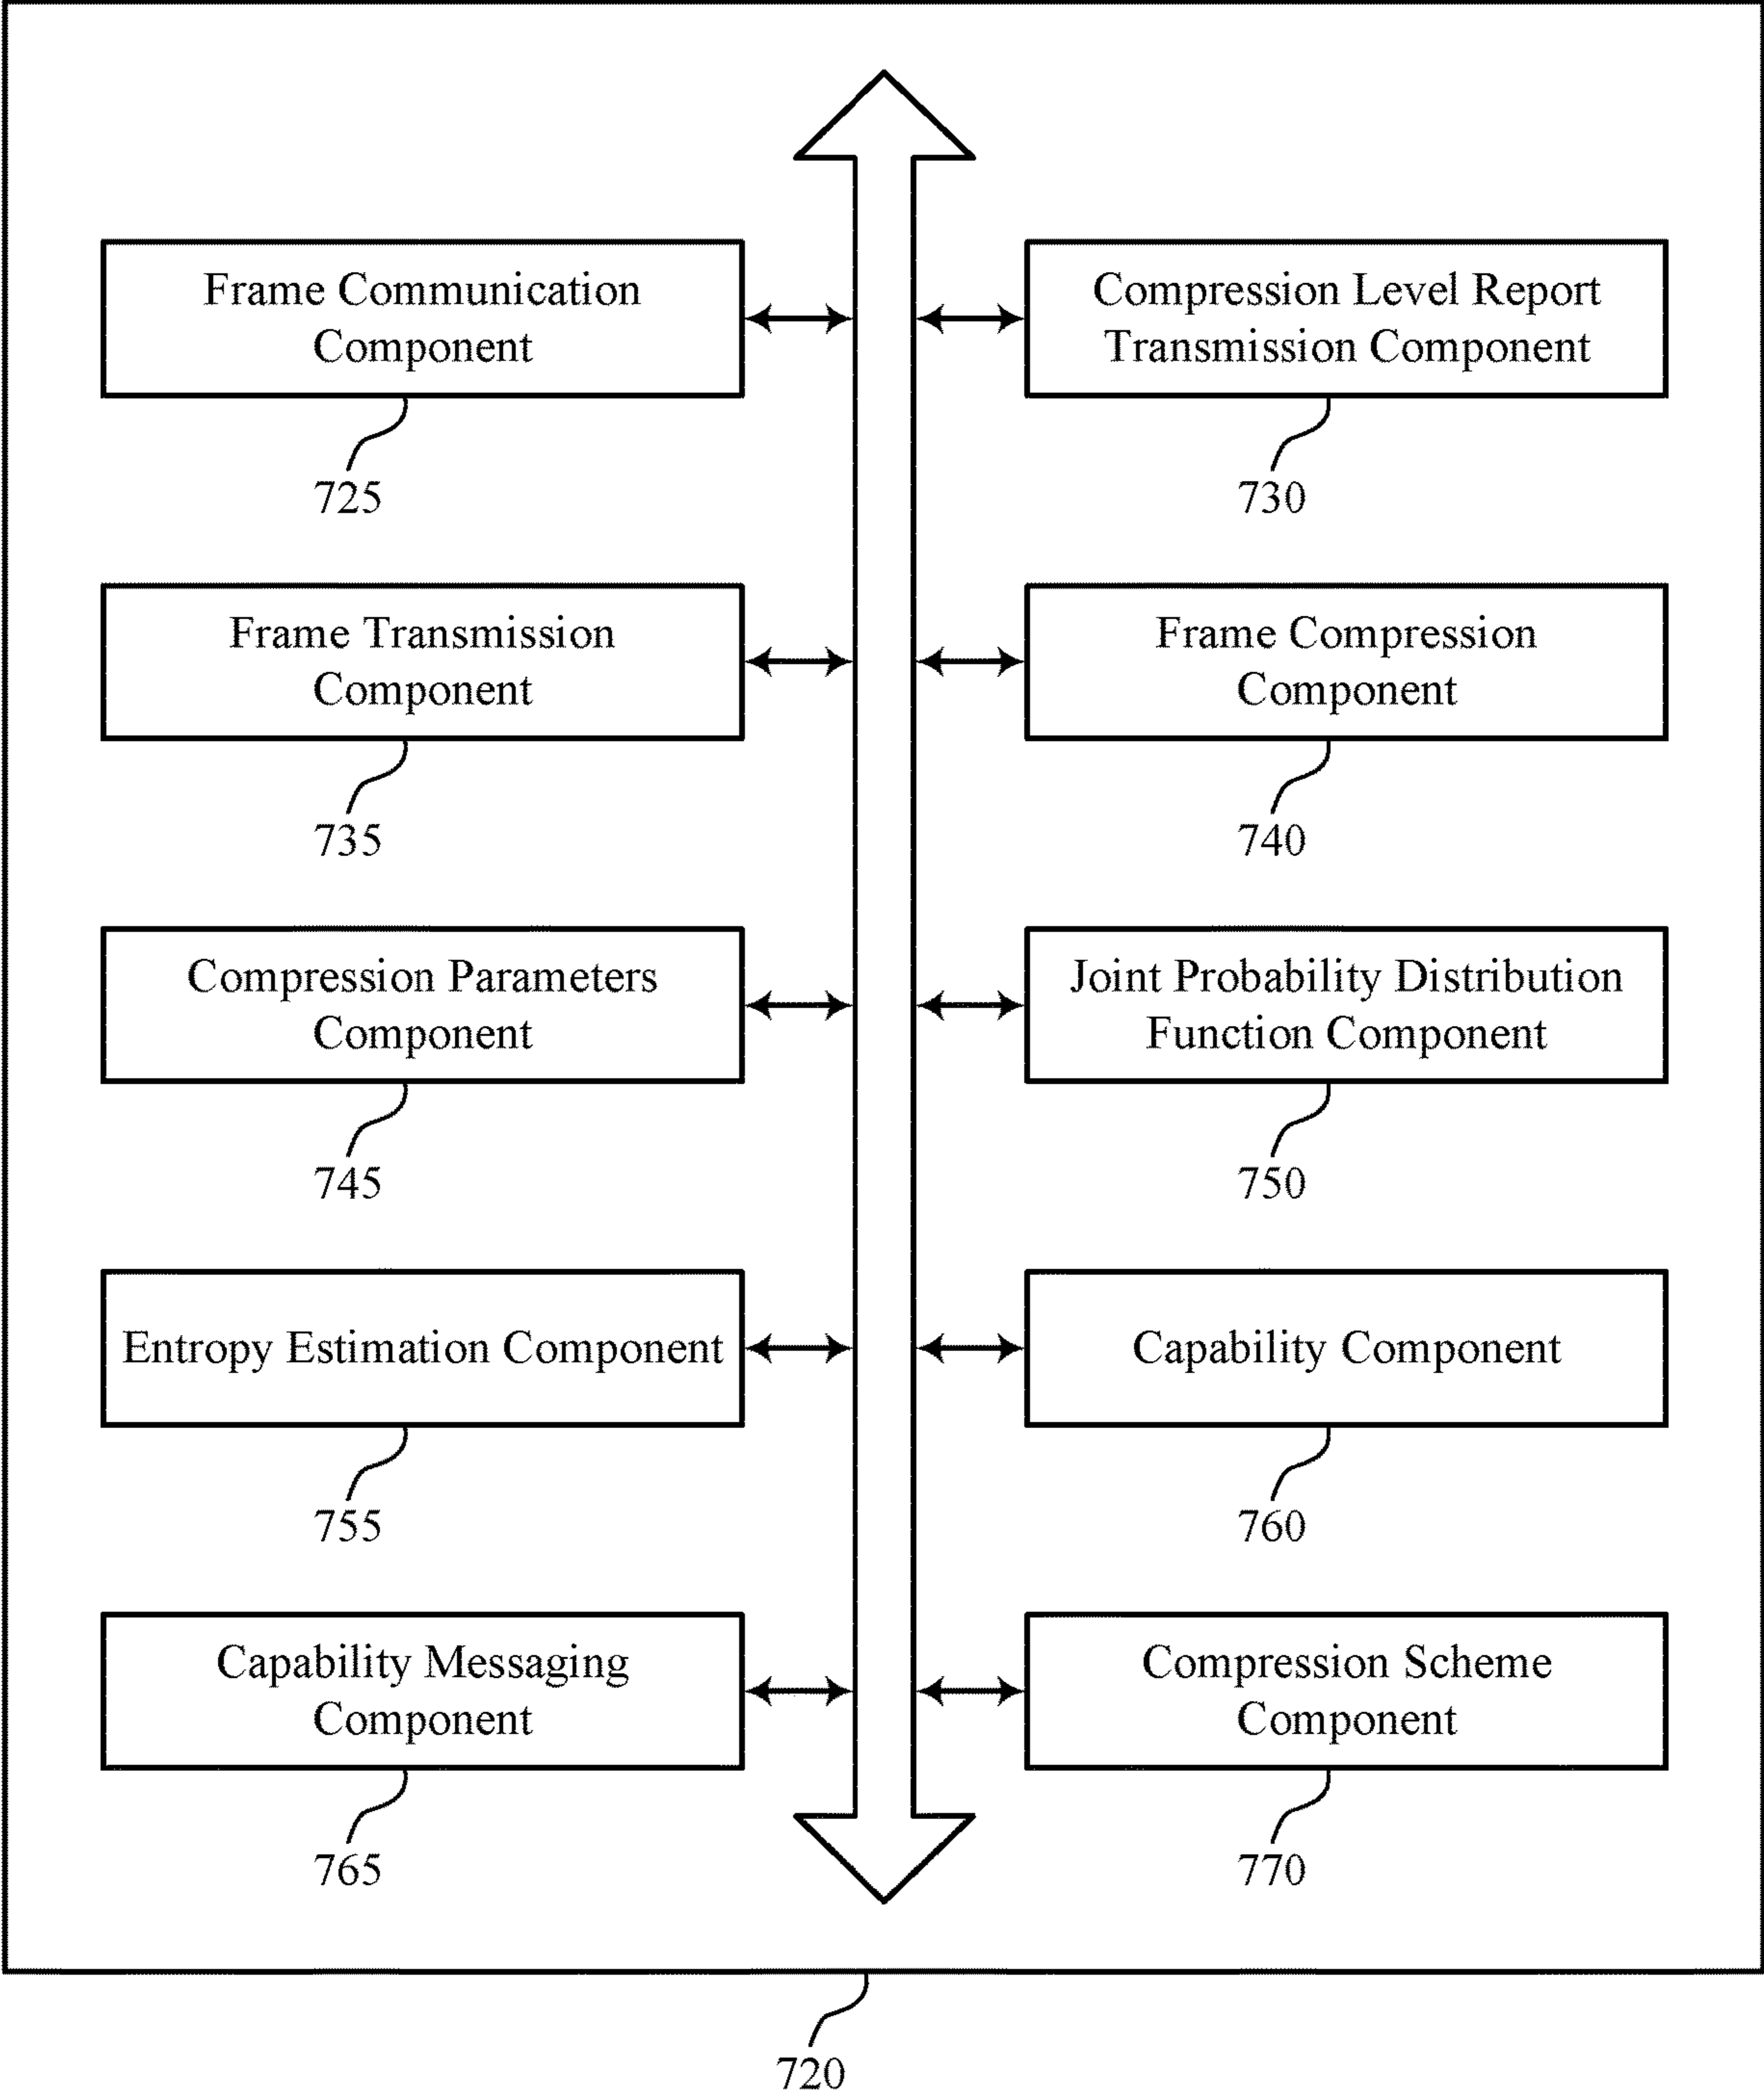 Frame Communication
Component
725
Compression Level Report
Transmission Component
730
Frame Transmission
Component
735
Frame Compression
Component
740
Compression Parameters
Component
745
Joint Probability Distribution
Function Component
750
Entropy Estimation Component
755
Capability Component
760
Capability Messaging
Component
765
Compression Scheme
Component
770
720